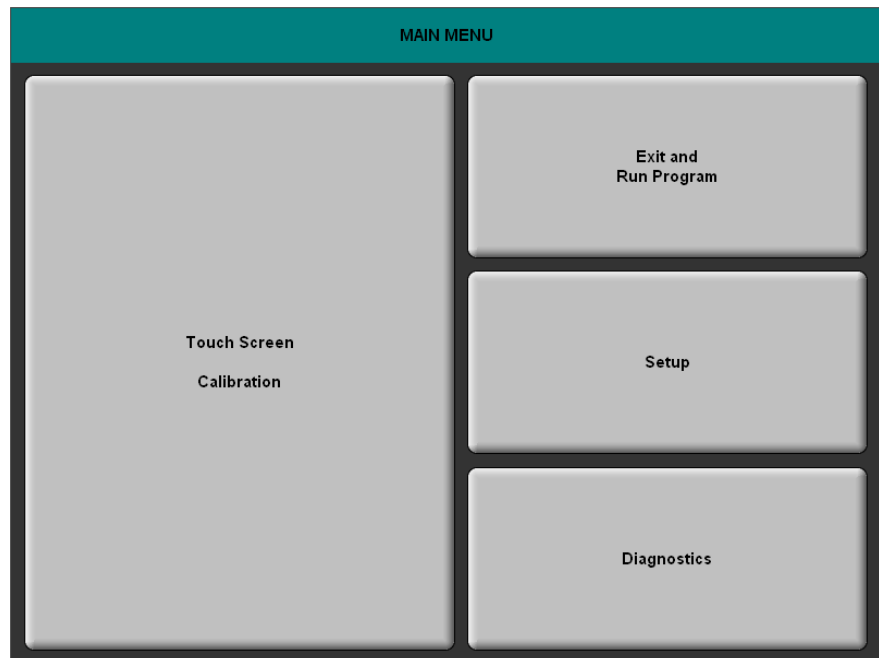 MAIN MENU
Touch Screen
Calibration
Exit and
Run Program
Setup
Diagnostics